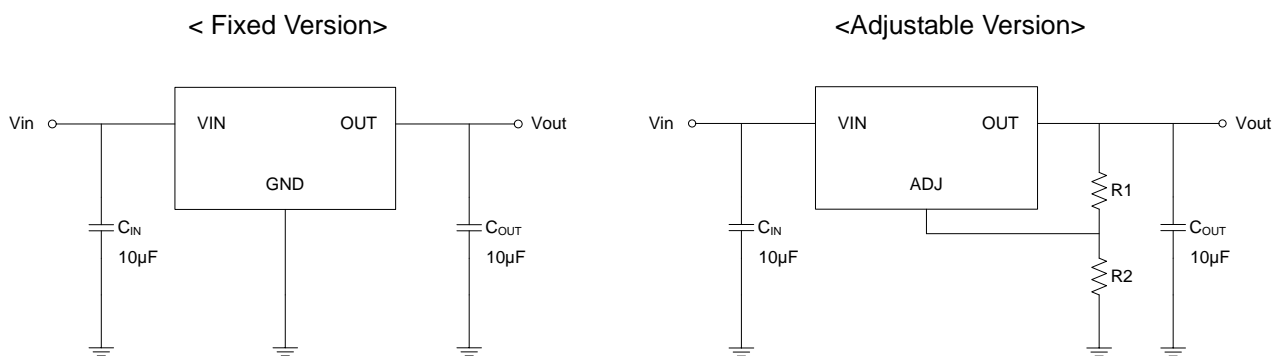 < Fixed Version>
Vin
VIN
OUT
Vout
GND
CIN
10µF
COUT
10µF
<Adjustable Version>
Vin
VIN
OUT
Vout
ADJ
R1
CIN
10µF
COUT
10µF
R2